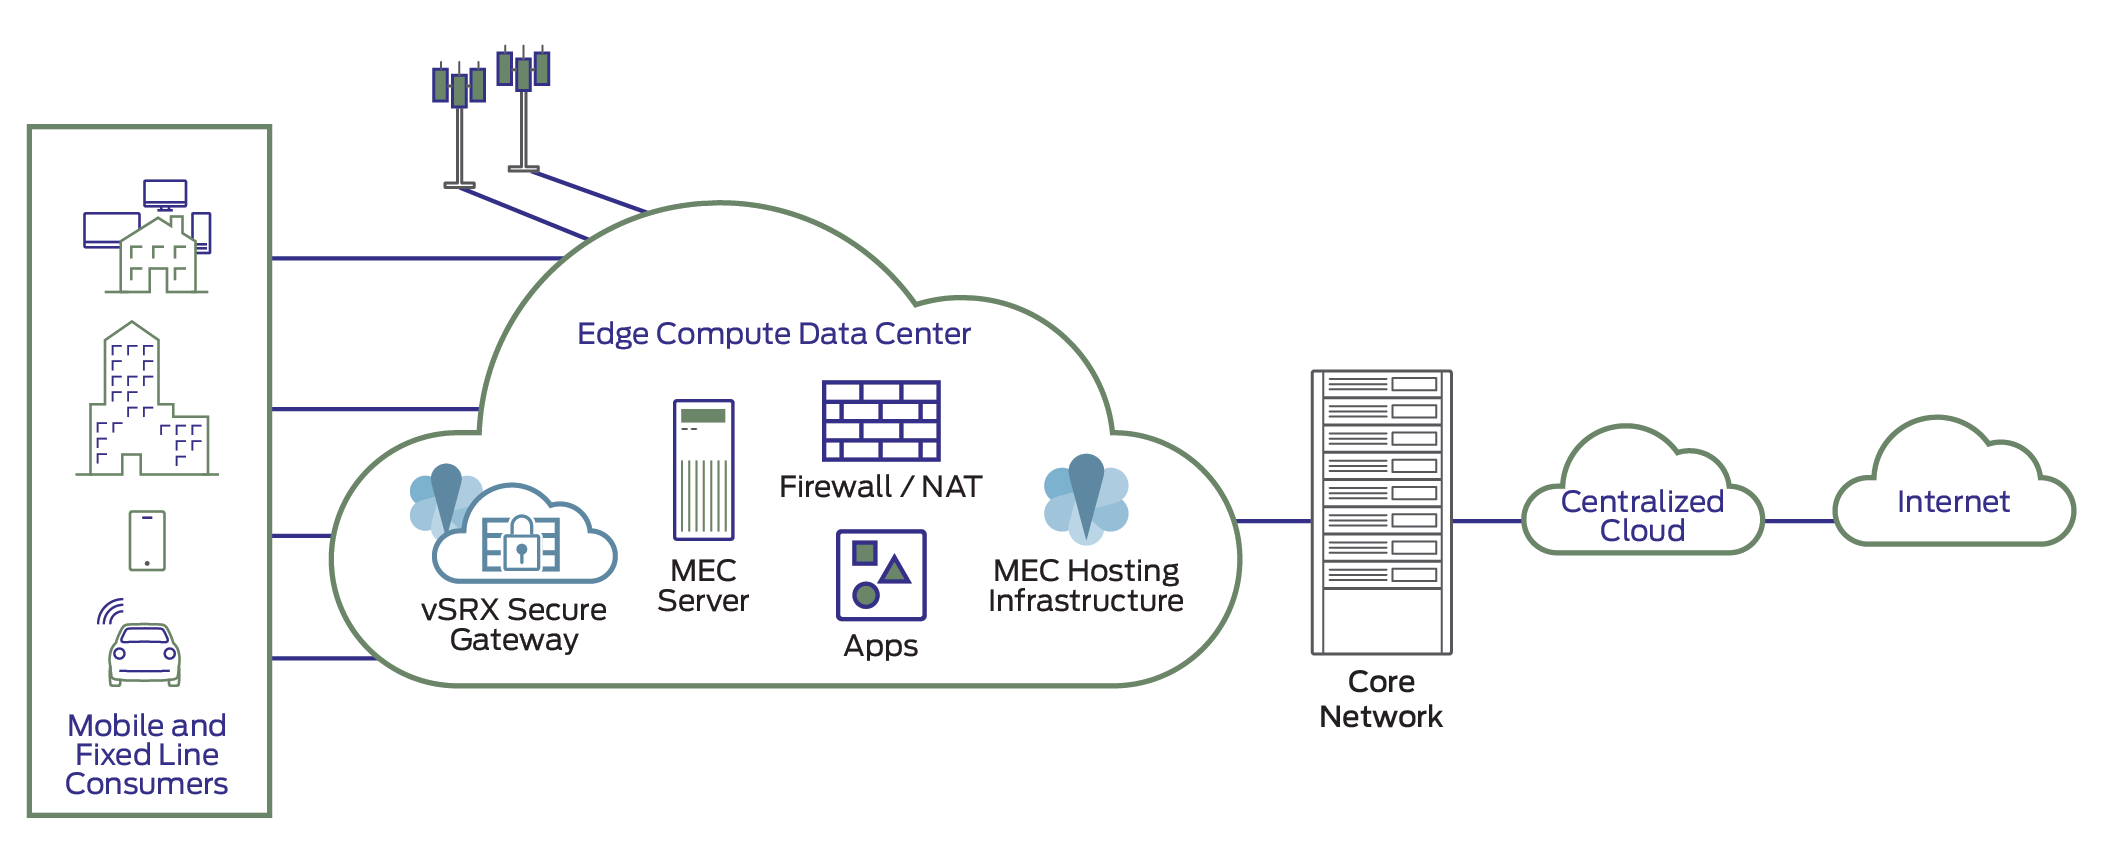 Edge Compute Data Center
Firewall / NAT
MEC
Server
MEC Hosting
Infrastructure
vSRX Secure
Gateway
Apps
Mobile and
Fixed Line
Consumers
Core
Network
Centralized
Cloud
Internet